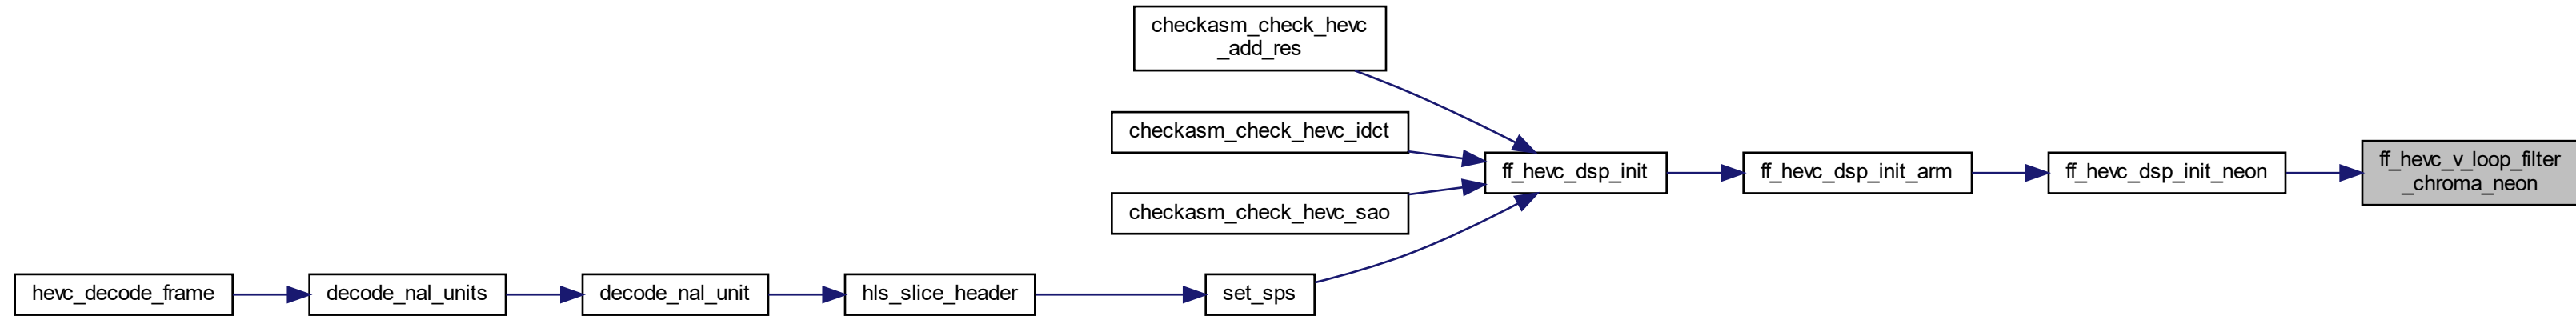 checkasm_check_hevc
_add_res
checkasm_check_hevc_idct
checkasm_check_hevc_sao
ff_hevc_dsp_init
ff_hevc_dsp_init_arm
ff_hevc_dsp_init_neon
ff_hevc_v_loop_filter
_chroma_neon
hevc_decode_frame
decode_nal_units
decode_nal_unit
hls_slice_header
set_sps